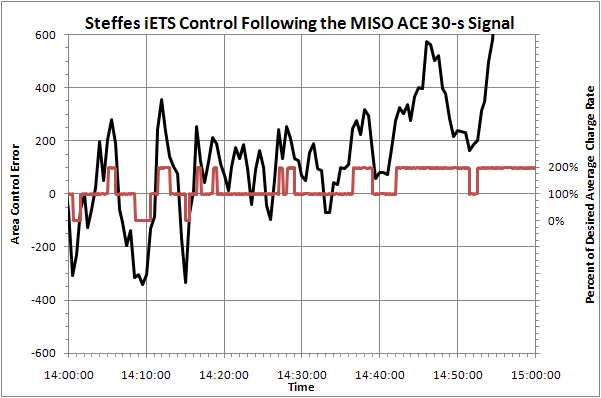 Steffes iETS Control Following the MISO ACE 30-s Signal
Area Control Error
600
400
200
0
-200
-400
-600
200%
100%
0%
Percent of Desired Average Charge Rate
14:00:00 14:10:00 14:20:00 14:30:00 14:40:00 14:50:00 15:00:00
Time